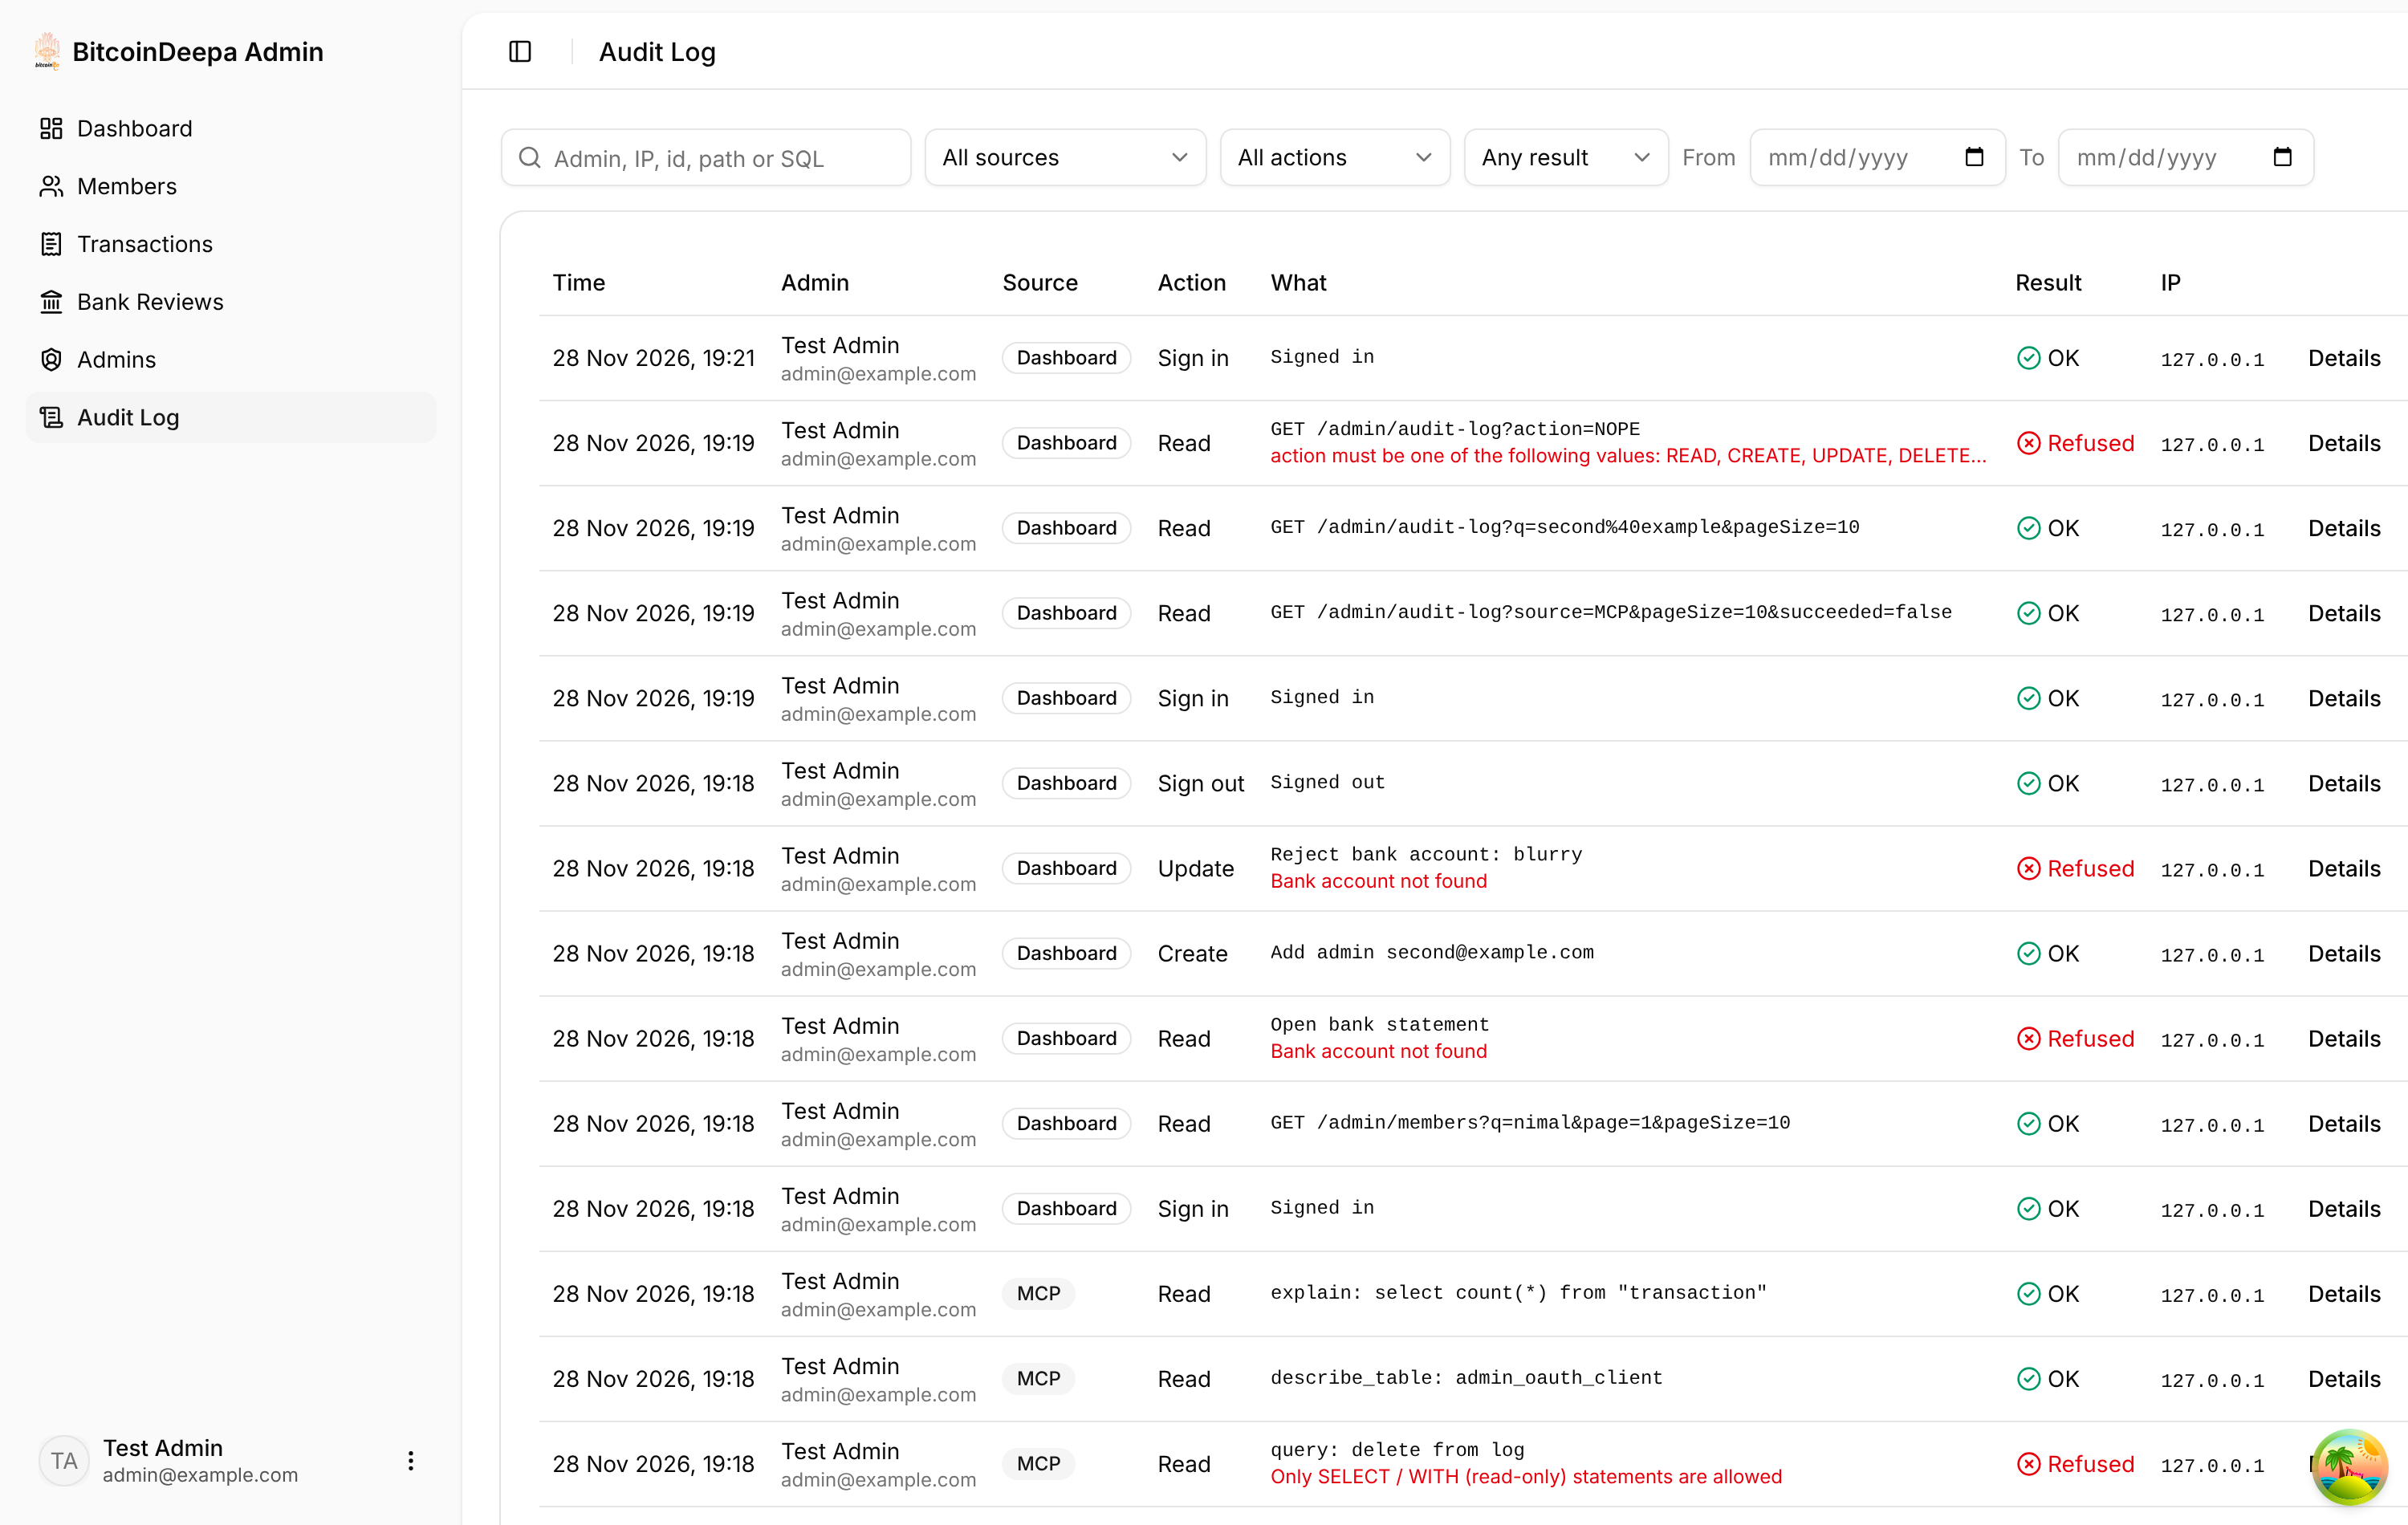 BitcoinDeepa Admin
Dashboard
Members
Transactions
Bank Reviews
Admins
Audit Log
TA
Test Admin
admin@example.com
Audit Log
Admin, IP, id, path or SQL
All sources
All actions
Any result
From
mm/dd/yyyy
To
mm/dd/yyyy
Time Admin Source Action What Result IP
28 Nov 2026, 19:21 Test Admin Dashboard Sign in Signed in OK 127.0.0.1 Details
admin@example.com
28 Nov 2026, 19:19 Test Admin Dashboard Read GET /admin/audit-log?action=NOPE Refused 127.0.0.1 Details
admin@example.com action must be one of the following values: READ, CREATE, UPDATE, DELETE...
28 Nov 2026, 19:19 Test Admin Dashboard Read GET /admin/audit-log?q=second%40example&pageSize=10 OK 127.0.0.1 Details
admin@example.com
28 Nov 2026, 19:19 Test Admin Dashboard Read GET /admin/audit-log?source=MCP&pageSize=10&succeeded=false OK 127.0.0.1 Details
admin@example.com
28 Nov 2026, 19:19 Test Admin Dashboard Sign in Signed in OK 127.0.0.1 Details
admin@example.com
28 Nov 2026, 19:18 Test Admin Dashboard Sign out Signed out OK 127.0.0.1 Details
admin@example.com
28 Nov 2026, 19:18 Test Admin Dashboard Update Reject bank account: blurry Refused 127.0.0.1 Details
admin@example.com Bank account not found
28 Nov 2026, 19:18 Test Admin Dashboard Create Add admin second@example.com OK 127.0.0.1 Details
admin@example.com
28 Nov 2026, 19:18 Test Admin Dashboard Read Open bank statement Refused 127.0.0.1 Details
admin@example.com Bank account not found
28 Nov 2026, 19:18 Test Admin Dashboard Read GET /admin/members?q=nimal&page=1&pageSize=10 OK 127.0.0.1 Details
admin@example.com
28 Nov 2026, 19:18 Test Admin Dashboard Sign in Signed in OK 127.0.0.1 Details
admin@example.com
28 Nov 2026, 19:18 Test Admin MCP Read explain: select count(*) from "transaction" OK 127.0.0.1 Details
admin@example.com
28 Nov 2026, 19:18 Test Admin MCP Read describe_table: admin_oauth_client OK 127.0.0.1 Details
admin@example.com
28 Nov 2026, 19:18 Test Admin MCP Read query: delete from log Refused 127.0.0.1
admin@example.com Only SELECT / WITH (read-only) statements are allowed